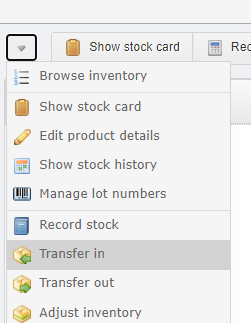 Show stock card
Rec
Browse inventory
Show stock card
Edit product details
Show stock history
Manage lot numbers
Record stock
Transfer in
Transfer out
Adjust inventory